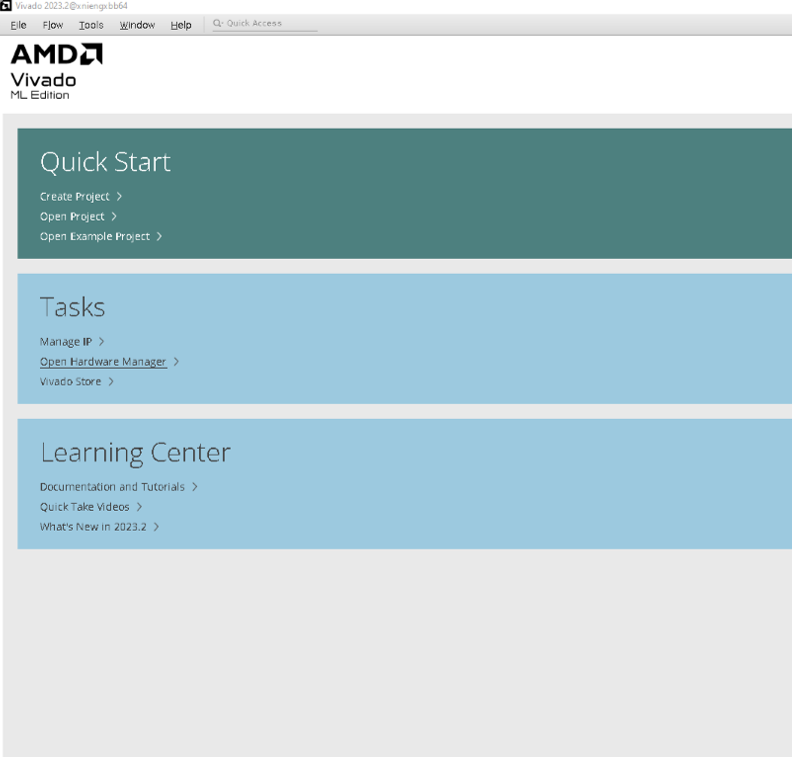 Vivado 2023.2@xniengxbb64
File Flow Tools Window Help Quick Access
AMD
Vivado
ML Edition
Quick Start
Create Project >
Open Project >
Open Example Project >
Tasks
Manage IP >
Open Hardware Manager >
Vivado Store >
Learning Center
Documentation and Tutorials >
Quick Take Videos >
What's New in 2023.2 >